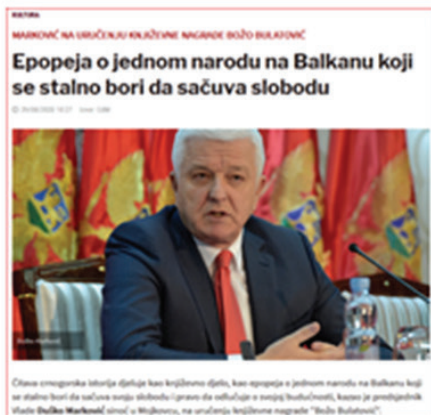 KULTURA
MARKOVIĆ NA URUČENJU KNJIŽEVNE NAGRADE BOŽO BULATOVIĆ
Epopeja o jednom narodu na Balkanu koji
se stalno bori da sačuva slobodu
Duško Marković
Čitava crnogorska istorija djeluje kao književno djelo, kao epopeja o jednom narodu na Balkanu koji
se stalno bori da sačuva svoju slobodu i pravo da odlučuje o svojoj budućnosti, kazao je predsjednik
Vlade Duško Marković sinoć u Mojkovcu, na uručenju književne nagrade "Božo Bulatović".